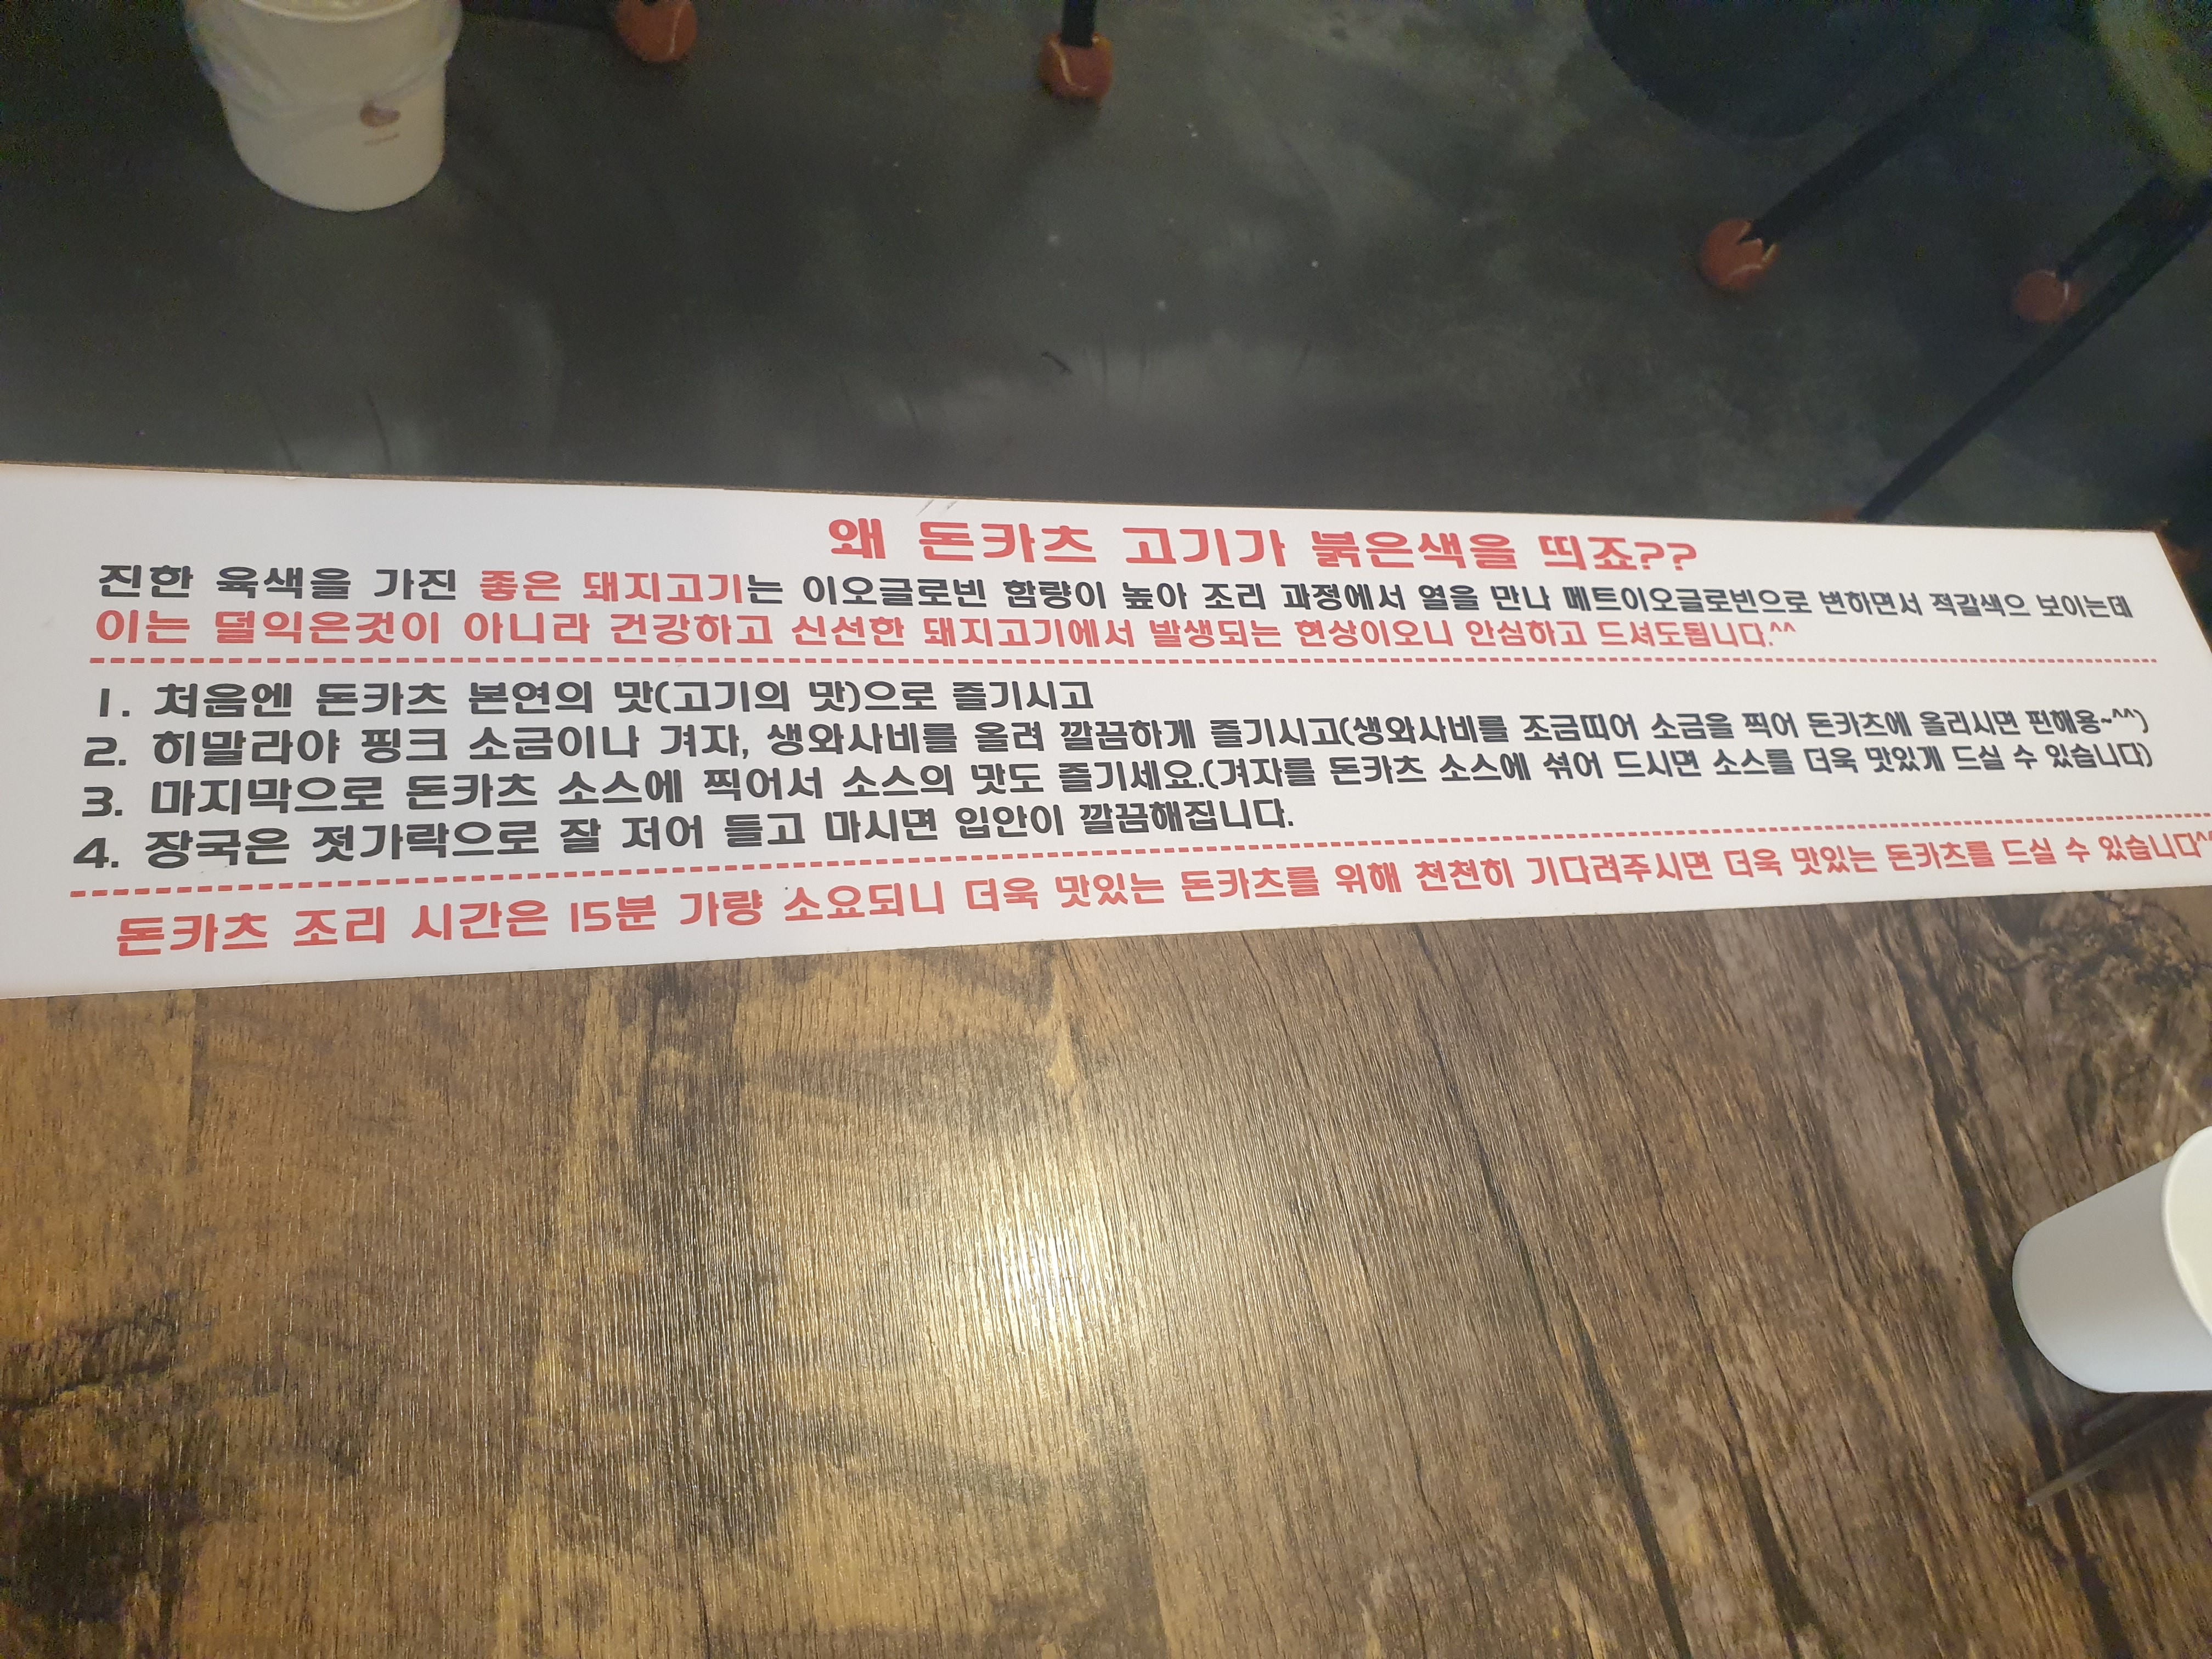 왜 돈카츠 고기가 붉은색을 띄죠??
진한 육색을 가진 좋은 돼지고기는 이오글로빈 함량이 높아 조리 과정에서 열을 만나 메트이오글로빈으로 변하면서 적갈색으 보이는데
이는 덜익은것이 아니라 건강하고 신선한 돼지고기에서 발생되는 현상이오니 안심하고 드셔도됩니다.^^
1. 처음엔 돈카츠 본연의 맛(고기의 맛)으로 즐기시고
2. 히말라야 핑크 소금이나 겨자, 생와사비를 올려 깔끔하게 즐기시고(생와사비를 조금띠어 소금을 찍어 돈카츠에 올리시면 편해용~^^)
3. 마지막으로 돈카츠 소스에 찍어서 소스의 맛도 즐기세요.(겨자를 돈카츠 소스에 섞어 드시면 소스를 더욱 맛있게 드실 수 있습니다)
4. 장국은 젓가락으로 잘 저어 들고 마시면 입안이 깔끔해집니다.
돈카츠 조리 시간은 15분 가량 소요되니 더욱 맛있는 돈카츠를 위해 천천히 기다려주시면 더욱 맛있는 돈카츠를 드실 수 있습니다^^